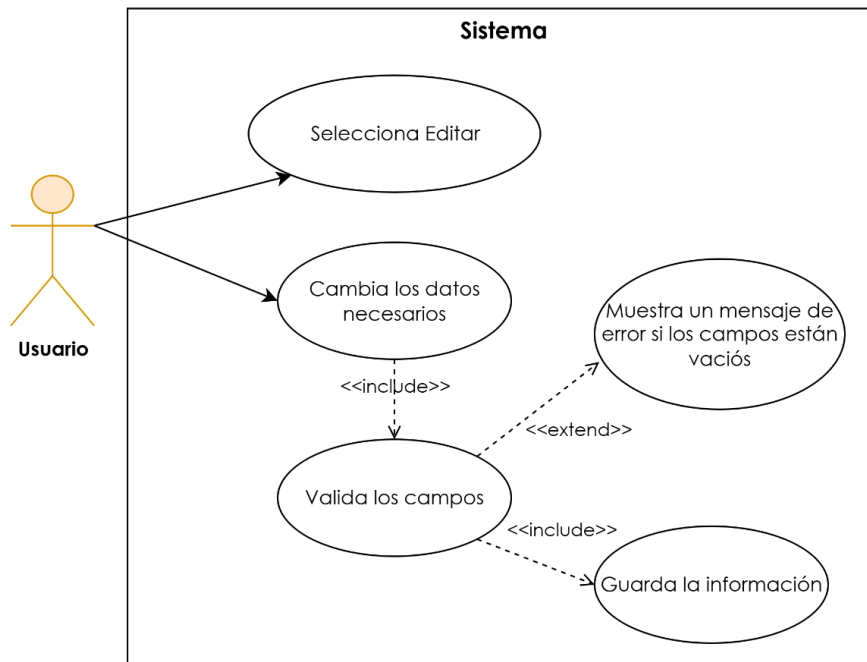 Sistema
Selecciona Editar
Usuario
Cambia los datos
necesarios
Muestra un mensaje de
error si los campos están
vaciós
<<include>>
<<extend>>
Valida los campos
<<include>>
Guarda la información